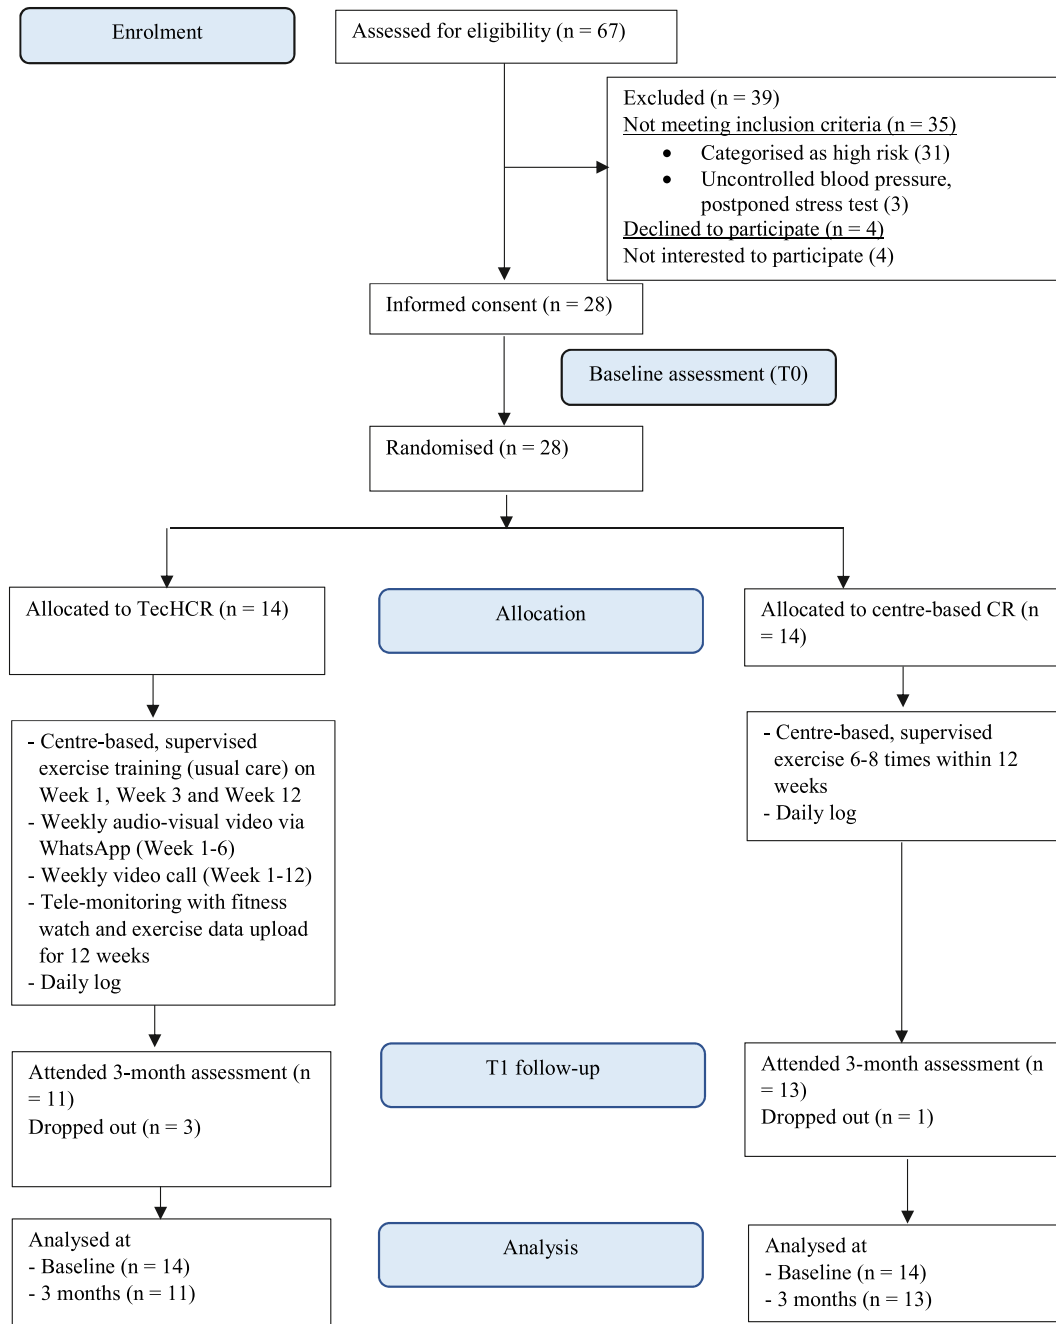 Enrolment
Assessed for eligibility (n = 67)
Excluded (n = 39)
Not meeting inclusion criteria (n = 35)
• Categorised as high risk (31)
• Uncontrolled blood pressure,
postponed stress test (3)
Declined to participate (n = 4)
Not interested to participate (4)
Informed consent (n = 28)
Baseline assessment (T0)
Randomised (n = 28)
Allocated to TecHCR (n = 14)
Allocation
Allocated to centre-based CR (n
= 14)
- Centre-based, supervised
exercise training (usual care) on
Week 1, Week 3 and Week 12
- Weekly audio-visual video via
WhatsApp (Week 1-6)
- Weekly video call (Week 1-12)
- Tele-monitoring with fitness
watch and exercise data upload
for 12 weeks
- Daily log
- Centre-based, supervised
exercise 6-8 times within 12
weeks
- Daily log
Attended 3-month assessment (n
= 11)
Dropped out (n = 3)
T1 follow-up
Attended 3-month assessment (n
= 13)
Dropped out (n = 1)
Analysed at
- Baseline (n = 14)
- 3 months (n = 11)
Analysis
Analysed at
- Baseline (n = 14)
- 3 months (n = 13)